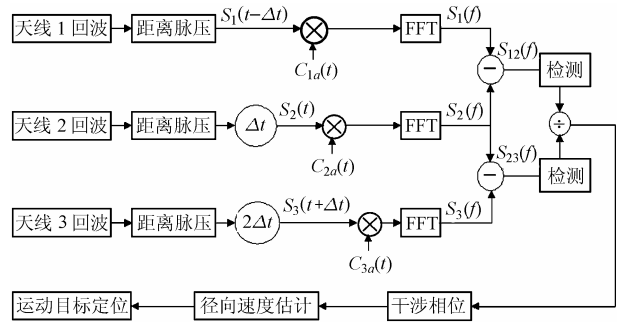 天线 1 回波
距离脉压
S₁(t−Δt)
C₁ₐ(t)
FFT
S₁(f)
S₁₂(f)
检测
天线 2 回波
距离脉压
Δt
S₂(t)
C₂ₐ(t)
FFT
S₂(f)
÷
S₂₃(f)
检测
天线 3 回波
距离脉压
2Δt
S₃(t+Δt)
C₃ₐ(t)
FFT
S₃(f)
运动目标定位
径向速度估计
干涉相位